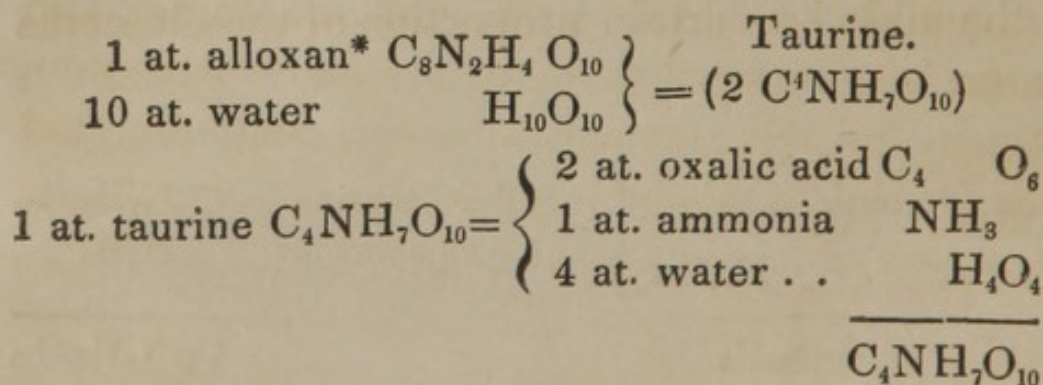 1 at. alloxan* C₈N₂H₄ O₁₀ } Taurine.
10 at. water H₁₀O₁₀ } = (2 C⁴NH₇O₁₀)
1 at. taurine C₄NH₇O₁₀= { 2 at. oxalic acid C₄ O₆
1 at. ammonia NH₃
4 at. water . . H₄O₄
C₄NH₇O₁₀